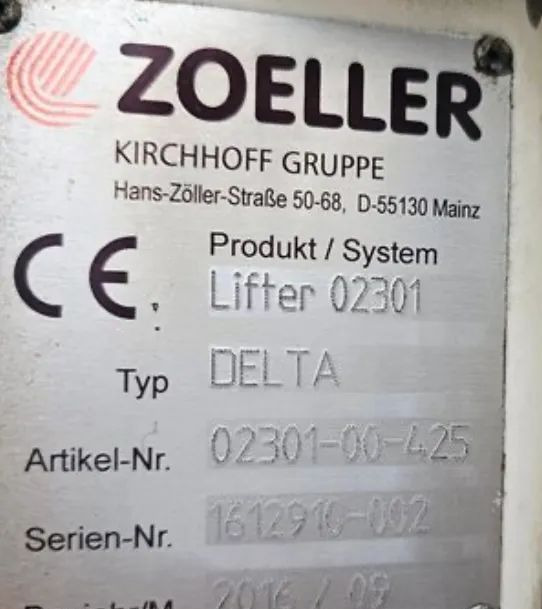 ZOELLER
KIRCHHOFF GRUPPE
Hans-Zöller-Straße 50-68, D-55130 Mainz
CE
Produkt / System
Lifter 02301
Typ DELTA
Artikel-Nr. 02301-00-425
Serien-Nr. 1612910-002
2016 / 09